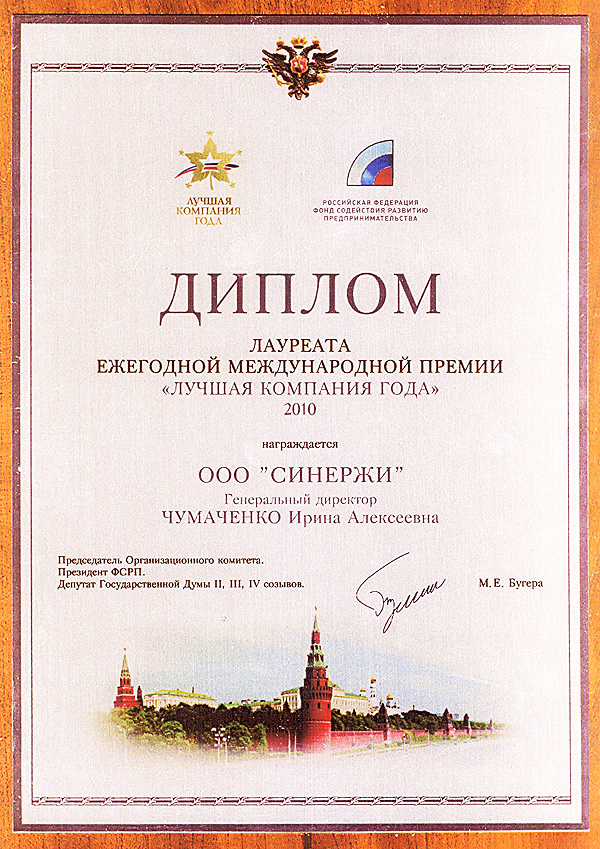 ЛУЧШАЯ
КОМПАНИЯ
ГОДА
РОССИЙСКАЯ ФЕДЕРАЦИЯ
ФОНД СОДЕЙСТВИЯ РАЗВИТИЮ
ПРЕДПРИНИМАТЕЛЬСТВА
ДИПЛОМ
ЛАУРЕАТА
ЕЖЕГОДНОЙ МЕЖДУНАРОДНОЙ ПРЕМИИ
«ЛУЧШАЯ КОМПАНИЯ ГОДА»
2010
награждается
ООО "СИНЕРЖИ"
Генеральный директор
ЧУМАЧЕНКО Ирина Алексеевна
Председатель Организационного комитета.
Президент ФСРП.
Депутат Государственной Думы II, III, IV созывов.
М.Е. Бугера